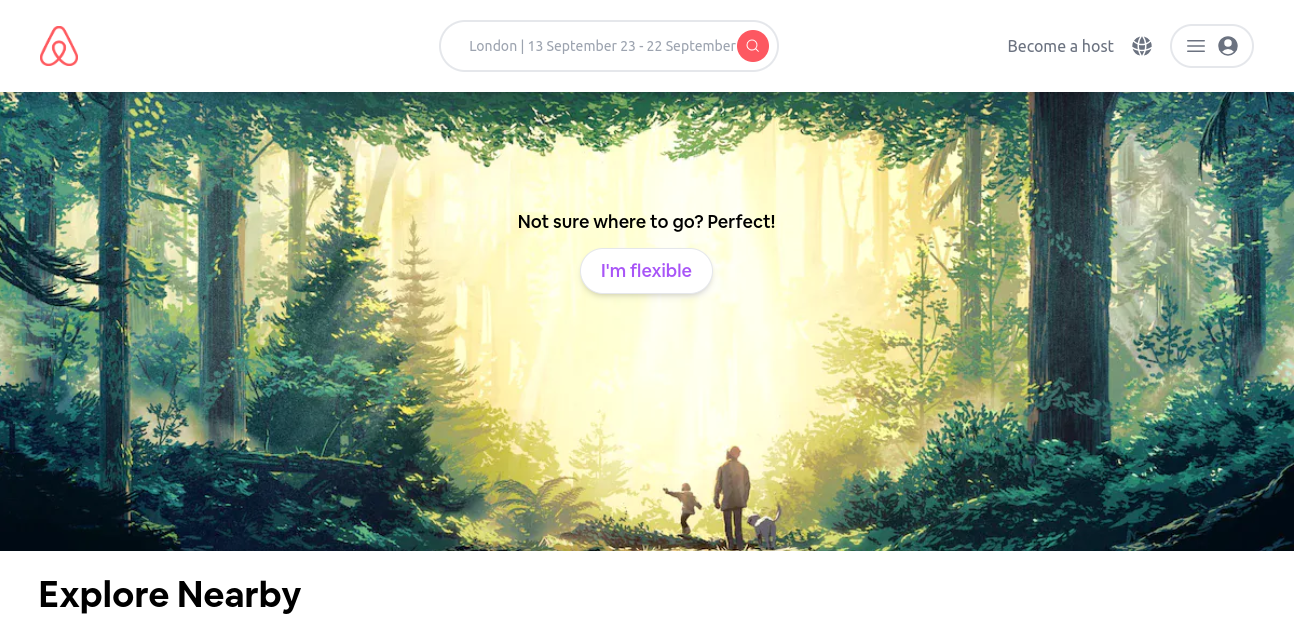 London | 13 September 23 - 22 September
Become a host
Not sure where to go? Perfect!
I'm flexible
Explore Nearby